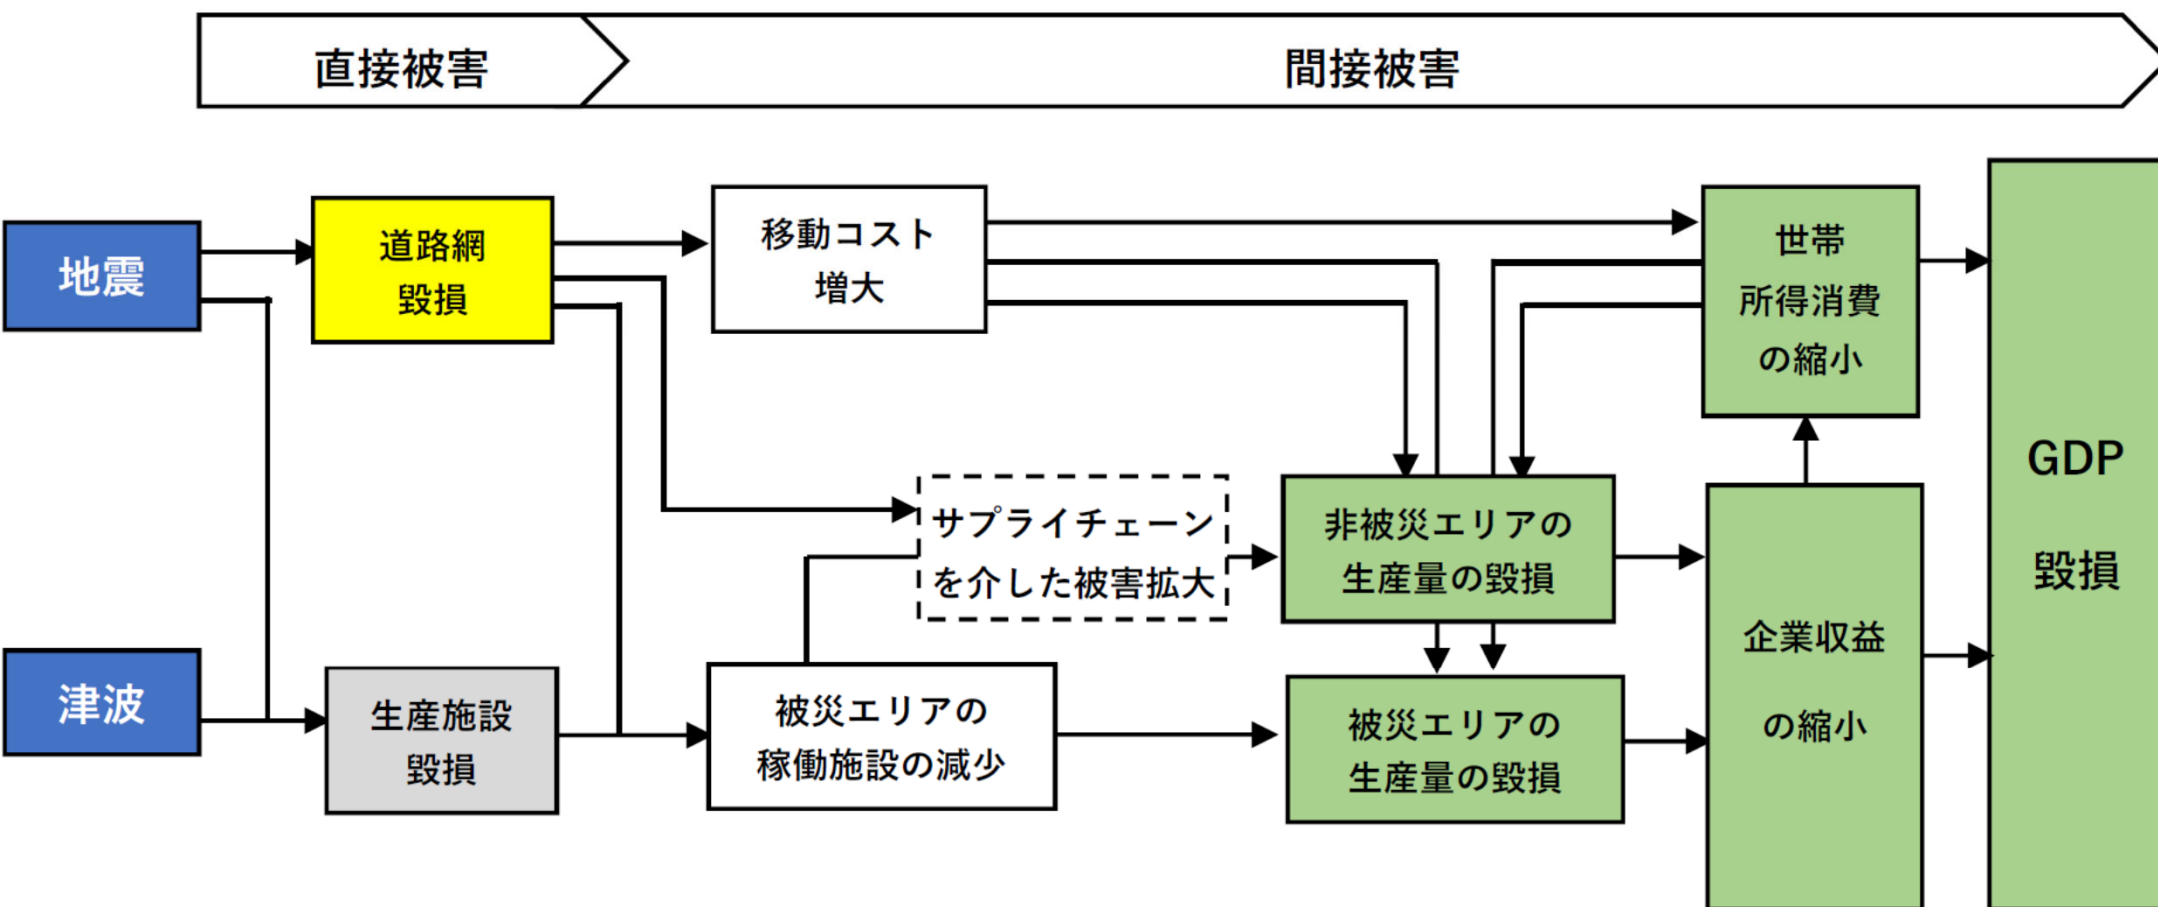 直接被害
間接被害
地震
道路網
毀損
移動コスト
増大
世帯
所得消費
の縮小
GDP
毀損
サプライチェーン
を介した被害拡大
非被災エリアの
生産量の毀損
企業収益
の縮小
津波
生産施設
毀損
被災エリアの
稼働施設の減少
被災エリアの
生産量の毀損